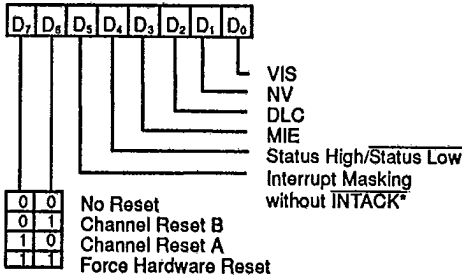 D7 D6 D5 D4 D3 D2 D1 D0
VIS
NV
DLC
MIE
Status High/Status Low
Interrupt Masking
without INTACK*
0 0 No Reset
0 1 Channel Reset B
1 0 Channel Reset A
1 1 Force Hardware Reset